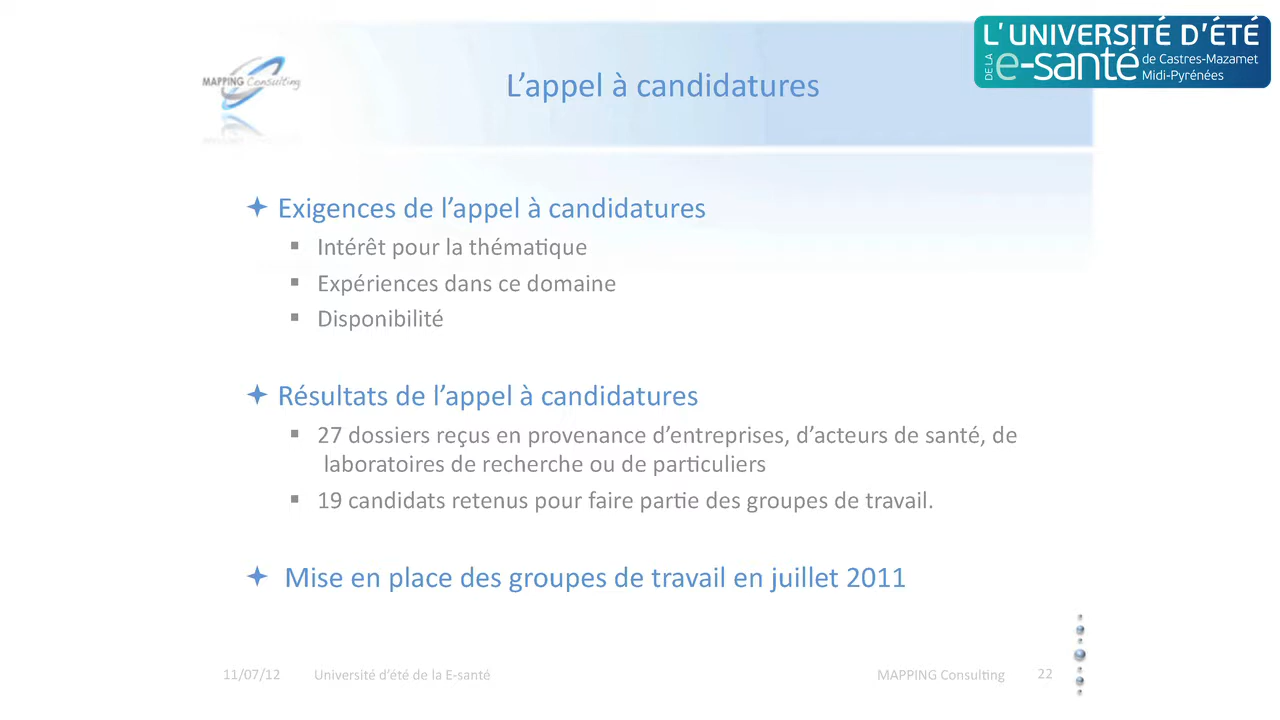 L'UNIVERSITÉ D'ÉTÉ
DE LA e-santé de Castres-Mazamet
Midi-Pyrénées
MAPPING Consulting
L'appel à candidatures
Exigences de l'appel à candidatures
Intérêt pour la thématique
Expériences dans ce domaine
Disponibilité
Résultats de l'appel à candidatures
27 dossiers reçus en provenance d'entreprises, d'acteurs de santé, de
laboratoires de recherche ou de particuliers
19 candidats retenus pour faire partie des groupes de travail.
Mise en place des groupes de travail en juillet 2011
11/07/12 Université d'été de la E-santé MAPPING Consulting 22